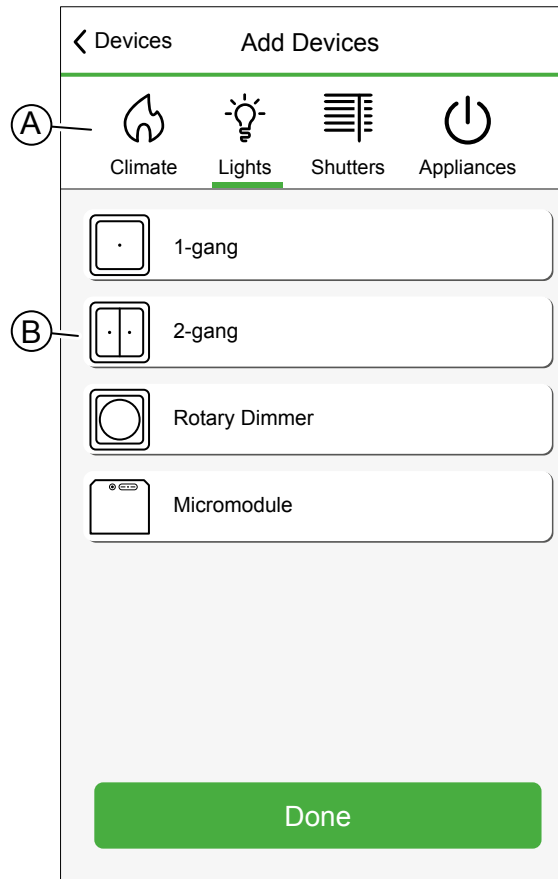 Devices Add Devices
A
Climate Lights Shutters Appliances
1-gang
B 2-gang
Rotary Dimmer
Micromodule
Done